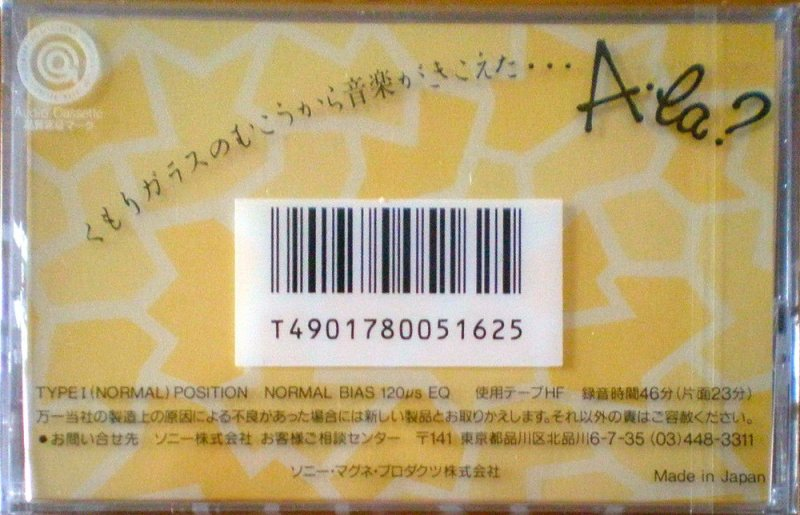 Audio Cassette
くもりガラスのむこうから音楽がきこえた・・・
A・la?
T4901780051625
TYPE I (NORMAL) POSITION NORMAL BIAS 120μs EQ 使用テープHF 録音時間46分(片面23分)
万一当社の製造上の原因による不良があった場合には新しい製品とお取りかえします。それ以外の責はご容赦ください。
●お問い合せ先 ソニー株式会社 お客様ご相談センター 〒141 東京都品川区北品川6-7-35 (03)448-3311
ソニー・マグネ・プロダクツ株式会社
Made in Japan